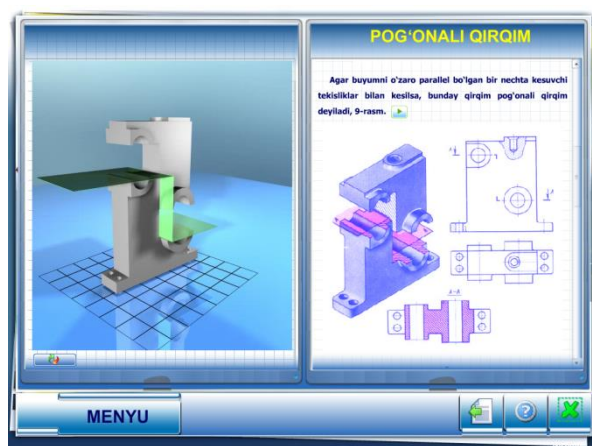 POG‘ONALI QIRQIM
Agar buyumni o‘zaro parallel bo‘lgan bir nechta kesuvchi
tekisliklar bilan kesilsa, bunday qirqim pog‘onali qirqim
deyiladi, 9-rasm.
A-A
MENYU